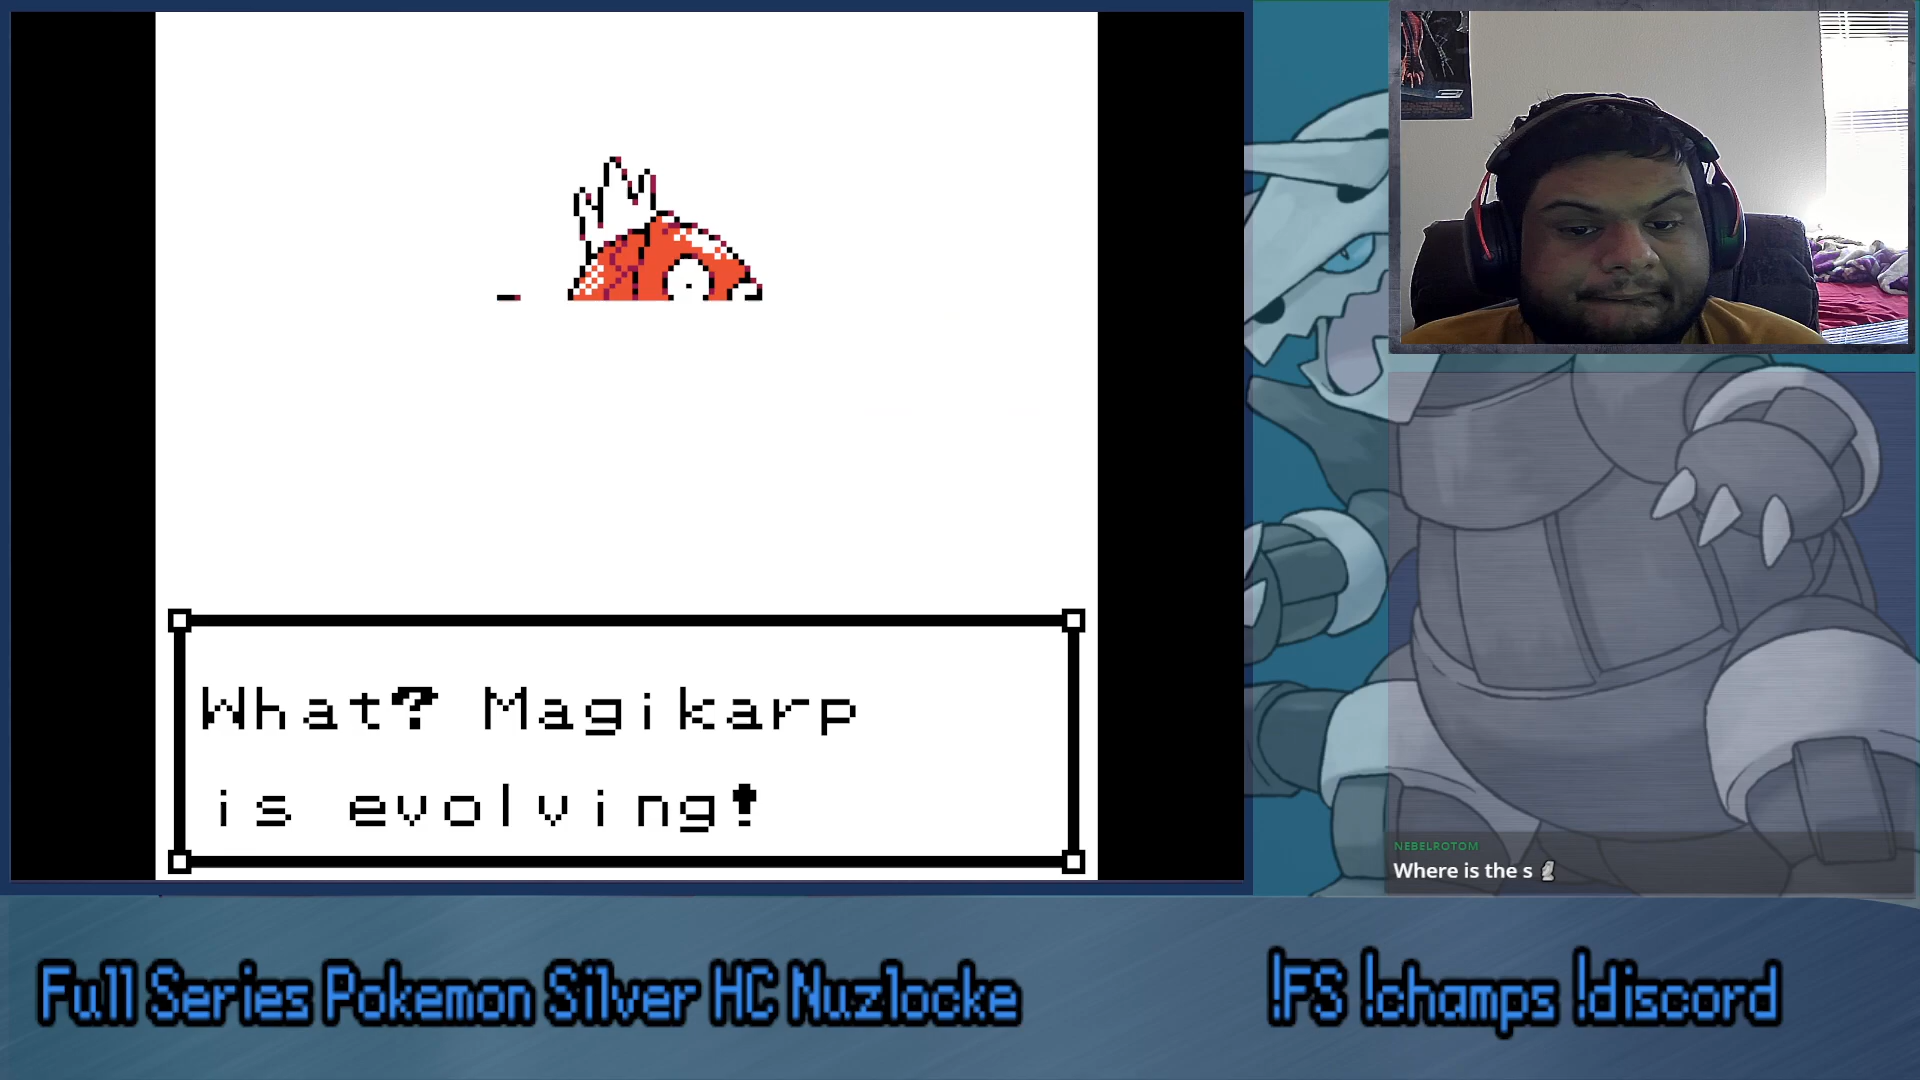 What? Magikarp
is evolving!
NEBELROTOM
Where is the s 🗿
Full Series Pokemon Silver HC Nuzlocke
!FS !champs !discord